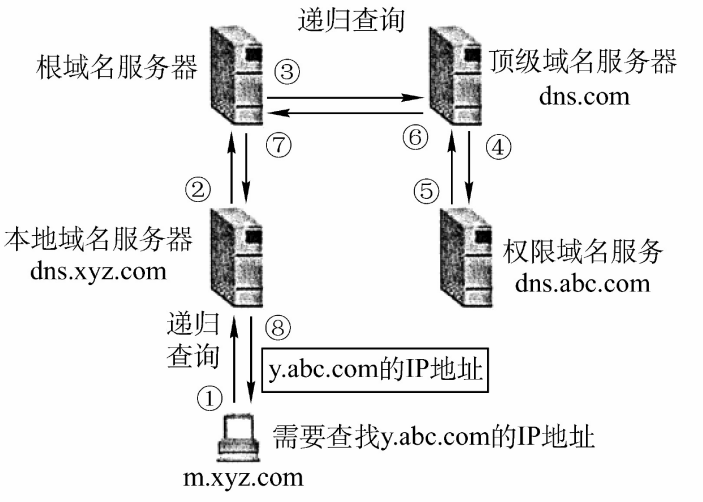 递归查询
根域名服务器
③
顶级域名服务器
dns.com
⑥
⑦
④
②
⑤
本地域名服务器
dns.xyz.com
权限域名服务
dns.abc.com
递归
查询
⑧
y.abc.com的IP地址
①
需要查找y.abc.com的IP地址
m.xyz.com